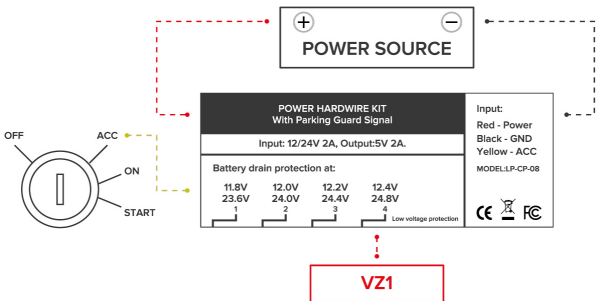 + −
POWER SOURCE
POWER HARDWIRE KIT
With Parking Guard Signal
Input: 12/24V 2A, Output:5V 2A.
Battery drain protection at:
11.8V 12.0V 12.2V 12.4V
23.6V 24.0V 24.4V 24.8V
1 2 3 4
Low voltage protection
Input:
Red - Power
Black - GND
Yellow - ACC
MODEL:LP-CP-08
CE FC
OFF
ACC
ON
START
VZ1